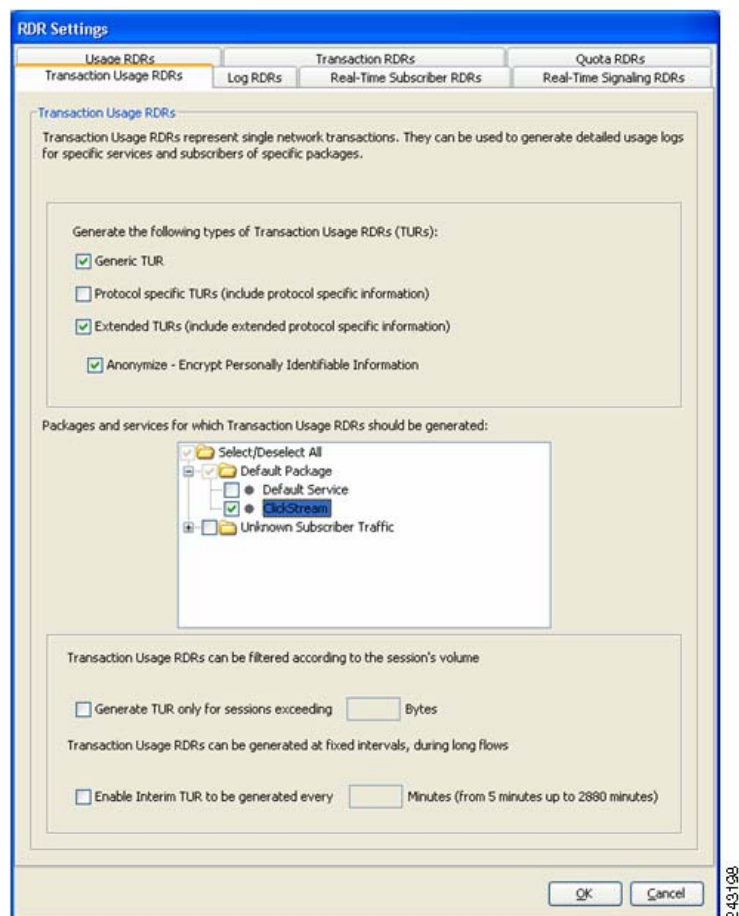 RDR Settings
Usage RDRs
Transaction RDRs
Quota RDRs
Transaction Usage RDRs
Log RDRs
Real-Time Subscriber RDRs
Real-Time Signaling RDRs
Transaction Usage RDRs
Transaction Usage RDRs represent single network transactions. They can be used to generate detailed usage logs
for specific services and subscribers of specific packages.
Generate the following types of Transaction Usage RDRs (TURs):
Generic TUR
Protocol specific TURs (include protocol specific information)
Extended TURs (include extended protocol specific information)
Anonymize - Encrypt Personally Identifiable Information
Packages and services for which Transaction Usage RDRs should be generated:
Select/Deselect All
Default Package
Default Service
ClickStream
Unknown Subscriber Traffic
Transaction Usage RDRs can be filtered according to the session's volume
Generate TUR only for sessions exceeding Bytes
Transaction Usage RDRs can be generated at fixed intervals, during long flows
Enable Interim TUR to be generated every Minutes (from 5 minutes up to 2880 minutes)
OK
Cancel
243198